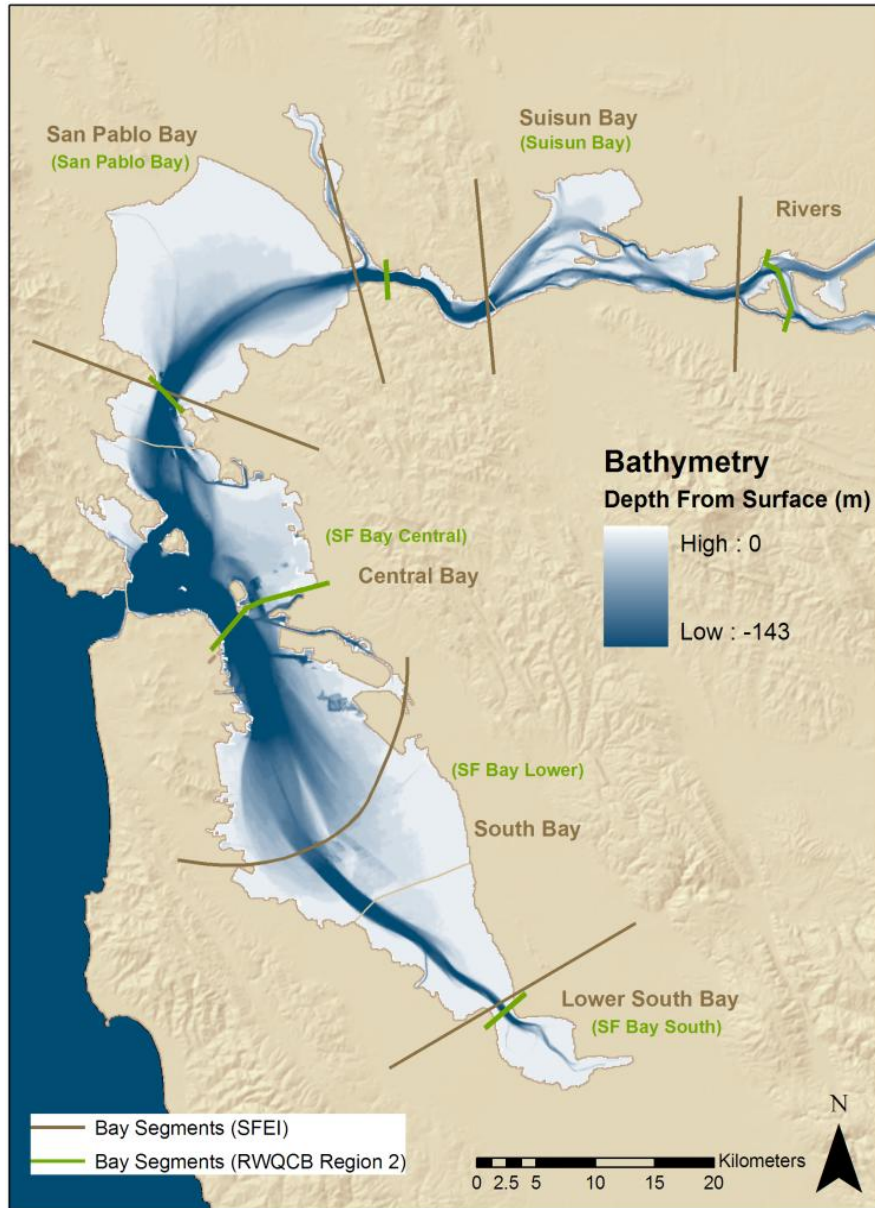 San Pablo Bay
(San Pablo Bay)
Suisun Bay
(Suisun Bay)
Rivers
Bathymetry
Depth From Surface (m)
High : 0
Low : -143
(SF Bay Central)
Central Bay
(SF Bay Lower)
South Bay
Lower South Bay
(SF Bay South)
Bay Segments (SFEI)
Bay Segments (RWQCB Region 2)
N
Kilometers
0 2.5 5 10 15 20